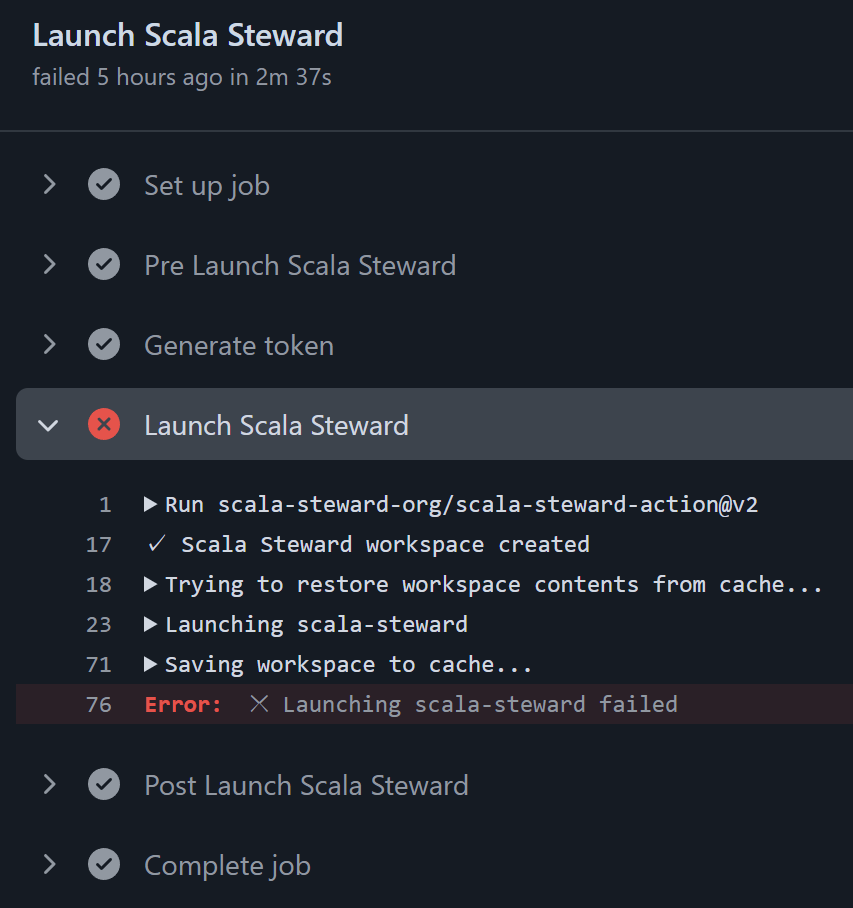 Launch Scala Steward
failed 5 hours ago in 2m 37s
Set up job
Pre Launch Scala Steward
Generate token
Launch Scala Steward
1 Run scala-steward-org/scala-steward-action@v2
17 ✓ Scala Steward workspace created
18 Trying to restore workspace contents from cache...
23 Launching scala-steward
71 Saving workspace to cache...
76 Error: ✕ Launching scala-steward failed
Post Launch Scala Steward
Complete job